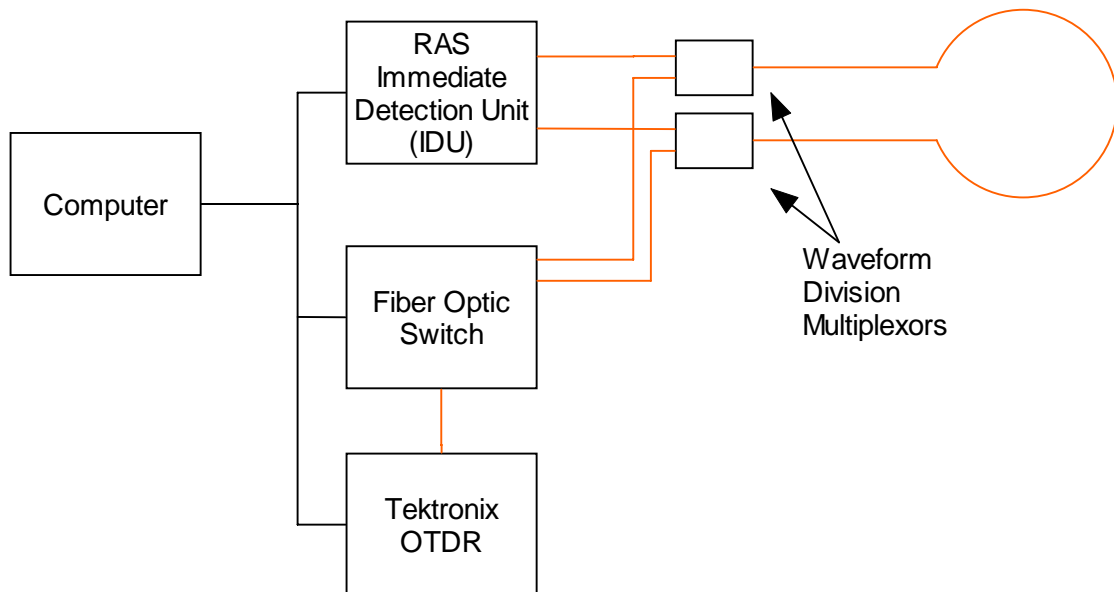 RAS
Immediate
Detection Unit
(IDU)
Computer
Waveform
Division
Multiplexors
Fiber Optic
Switch
Tektronix
OTDR